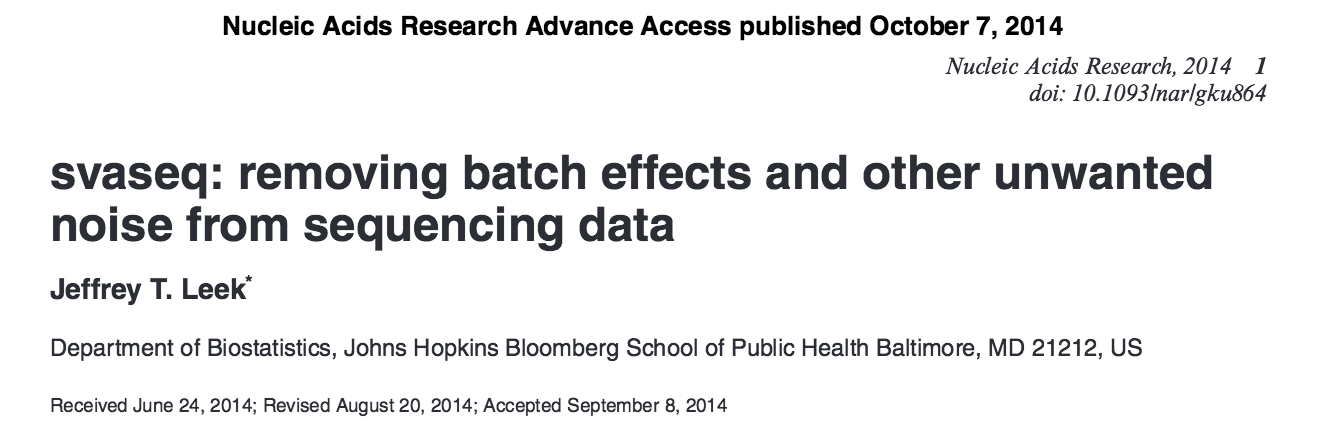 Nucleic Acids Research Advance Access published October 7, 2014
Nucleic Acids Research, 2014 1
doi: 10.1093/nar/gku864
svaseq: removing batch effects and other unwanted
noise from sequencing data
Jeffrey T. Leek*
Department of Biostatistics, Johns Hopkins Bloomberg School of Public Health Baltimore, MD 21212, US
Received June 24, 2014; Revised August 20, 2014; Accepted September 8, 2014